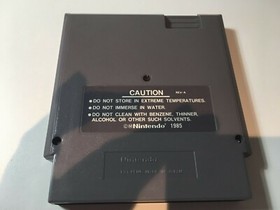 CAUTION REV-A
●DO NOT STORE IN EXTREME TEMPERATURES.
●DO NOT IMMERSE IN WATER.
●DO NOT CLEAN WITH BENZENE, THINNER,
ALCOHOL OR OTHER SUCH SOLVENTS.
©®Nintendo® 1985